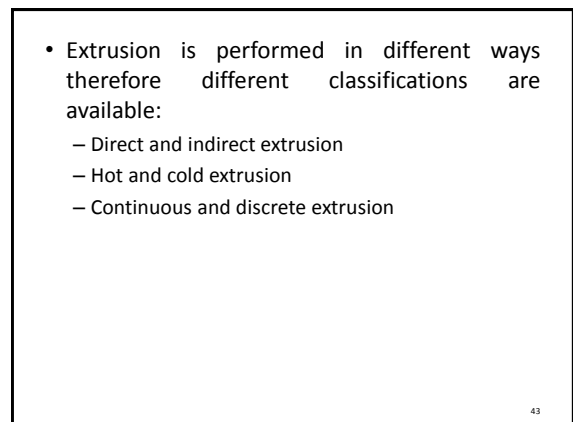 • Extrusion is performed in different ways
therefore different classifications are
available:
– Direct and indirect extrusion
– Hot and cold extrusion
– Continuous and discrete extrusion
43